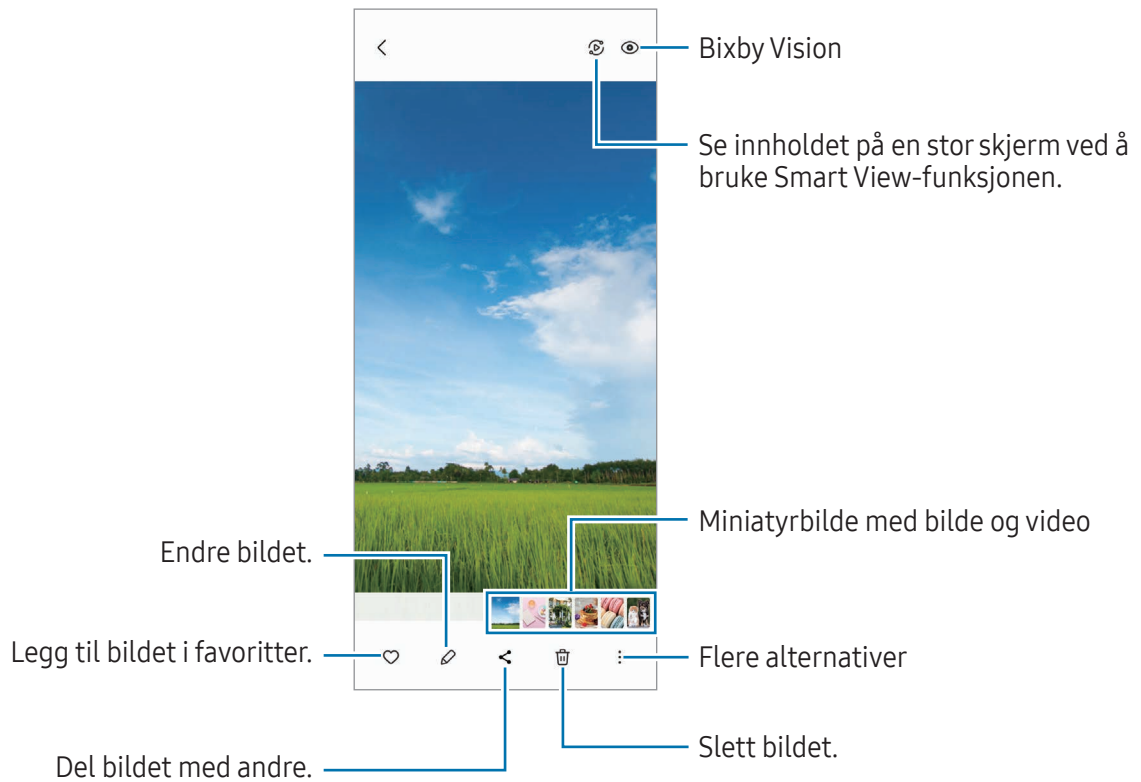 Bixby Vision
Se innholdet på en stor skjerm ved å
bruke Smart View-funksjonen.
Miniatyrbilde med bilde og video
Endre bildet.
Legg til bildet i favoritter.
Flere alternativer
Slett bildet.
Del bildet med andre.